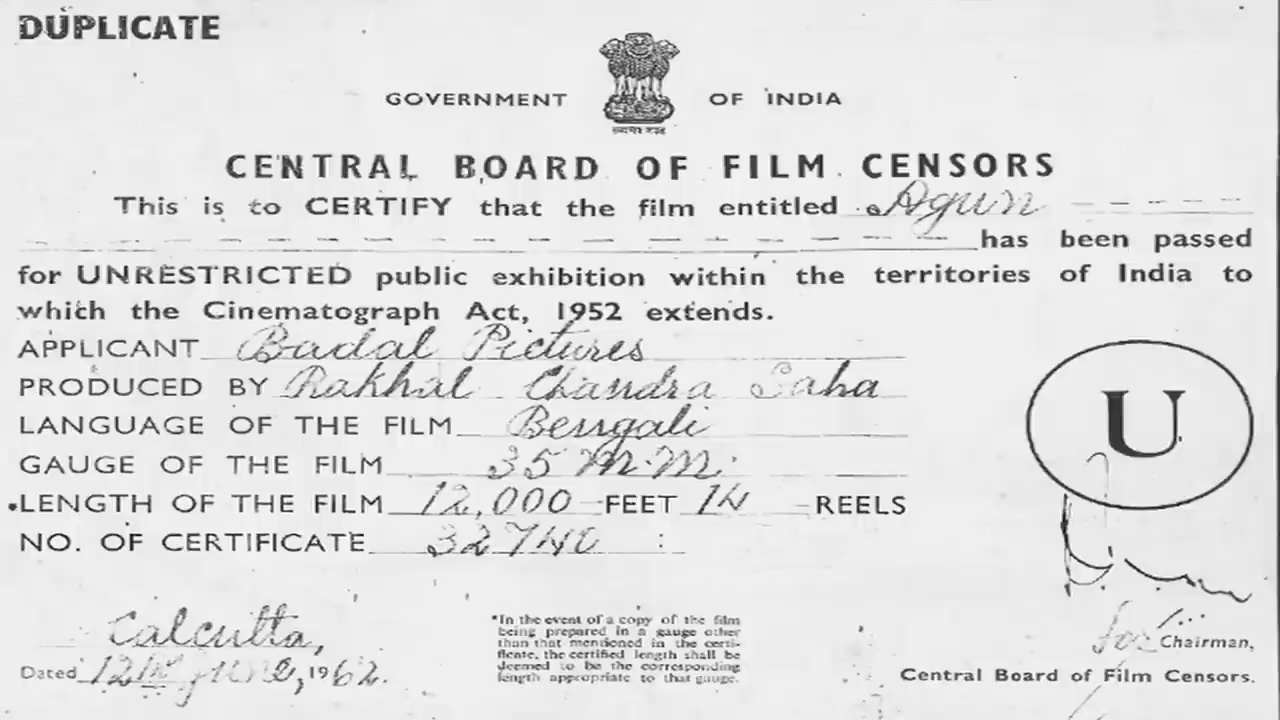 DUPLICATE
GOVERNMENT OF INDIA
सत्यमेव जयते
CENTRAL BOARD OF FILM CENSORS
This is to CERTIFY that the film entitled Agun
has been passed
for UNRESTRICTED public exhibition within the territories of India to
which the Cinematograph Act, 1952 extends.
APPLICANT Badal Pictures
PRODUCED BY Rakhal Chandra Saha
LANGUAGE OF THE FILM Bengali
GAUGE OF THE FILM 35 M.M.
U
*LENGTH OF THE FILM 12,000 FEET 14 REELS
NO. OF CERTIFICATE 32740
Calcutta,
Dated 12th June, 1962.
*In the event of a copy of the film
being prepared in a gauge other
than that mentioned in the certi-
ficate, the certified length shall be
deemed to be the corresponding
length appropriate to that gauge.
for Chairman,
Central Board of Film Censors.